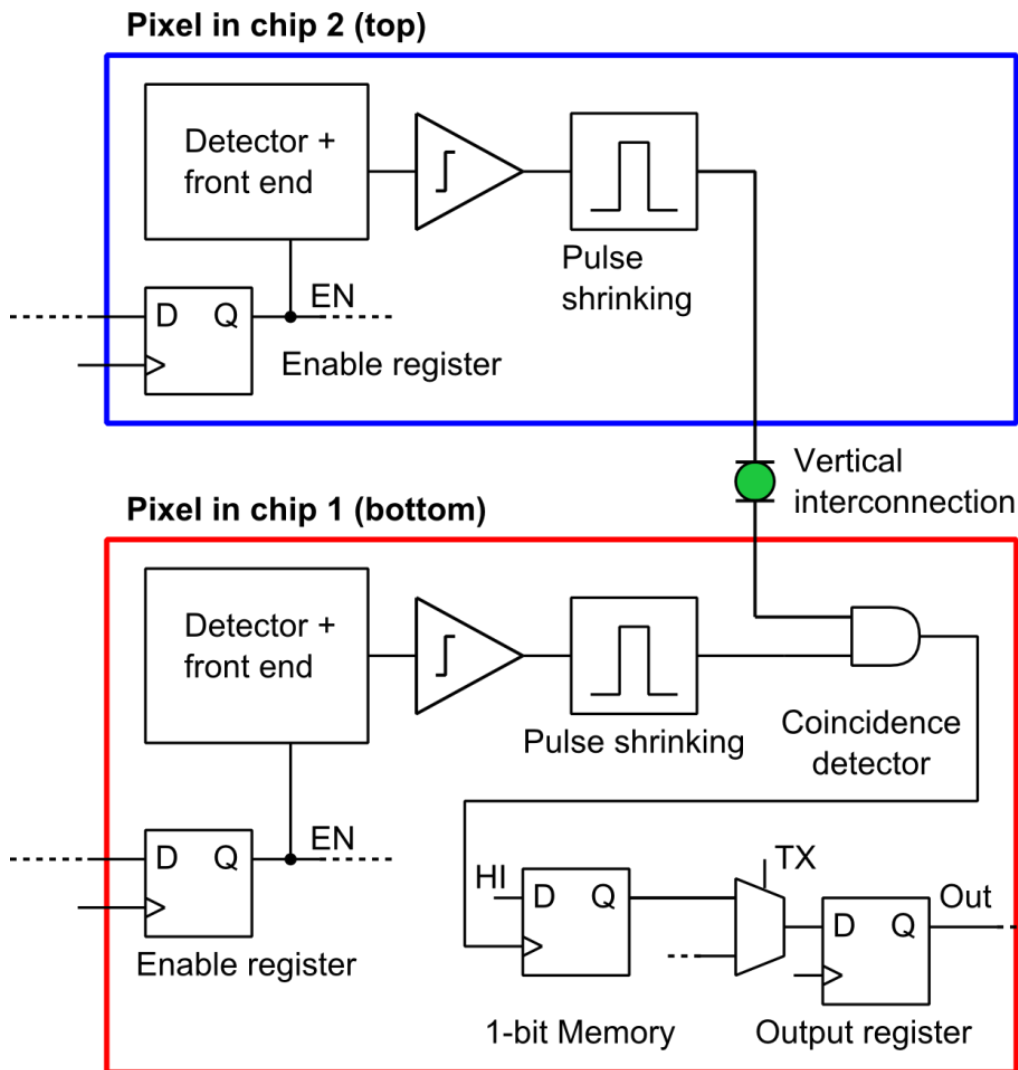 Pixel in chip 2 (top)
Detector +
front end
Pulse
shrinking
D Q
EN
Enable register
Vertical
interconnection
Pixel in chip 1 (bottom)
Detector +
front end
Pulse shrinking
Coincidence
detector
D Q
EN
Enable register
HI
D Q
1-bit Memory
TX
D Q
Out
Output register